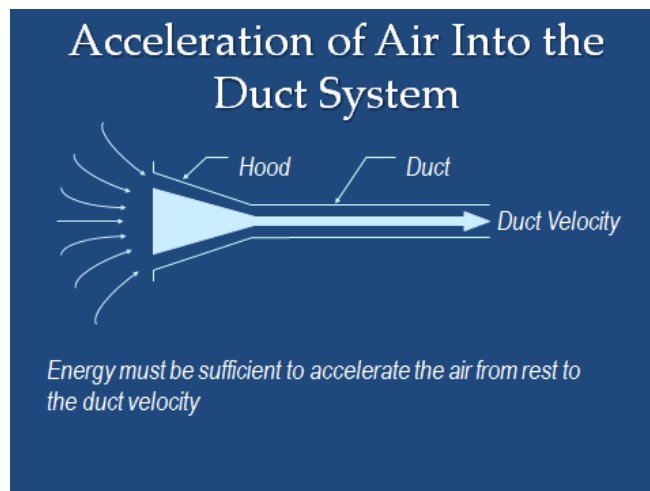 Acceleration of Air Into the
Duct System
Hood
Duct
Duct Velocity
Energy must be sufficient to accelerate the air from rest to
the duct velocity